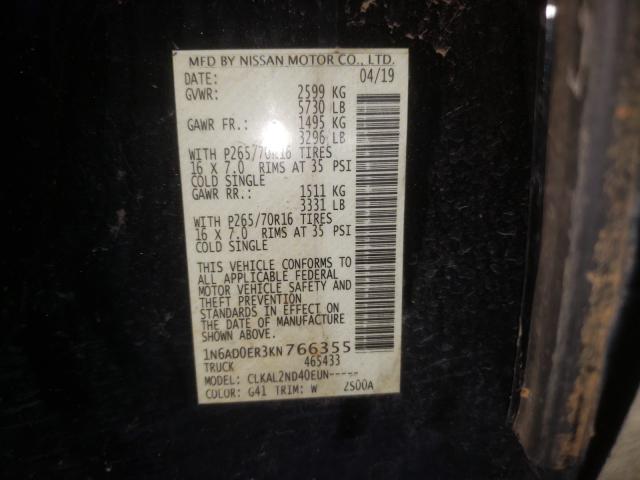 MFD BY NISSAN MOTOR CO., LTD.
DATE: 04/19
GVWR: 2599 KG
5730 LB
GAWR FR.: 1495 KG
3296 LB
WITH P265/70R16 TIRES
16 X 7.0 RIMS AT 35 PSI
COLD SINGLE
GAWR RR.: 1511 KG
3331 LB
WITH P265/70R16 TIRES
16 X 7.0 RIMS AT 35 PSI
COLD SINGLE
THIS VEHICLE CONFORMS TO
ALL APPLICABLE FEDERAL
MOTOR VEHICLE SAFETY AND
THEFT PREVENTION
STANDARDS IN EFFECT ON
THE DATE OF MANUFACTURE
SHOWN ABOVE.
1N6AD0ER3KN766355
TRUCK 465433
MODEL: CLKAL2ND40EUN-----
COLOR: G41 TRIM: W 2S00A